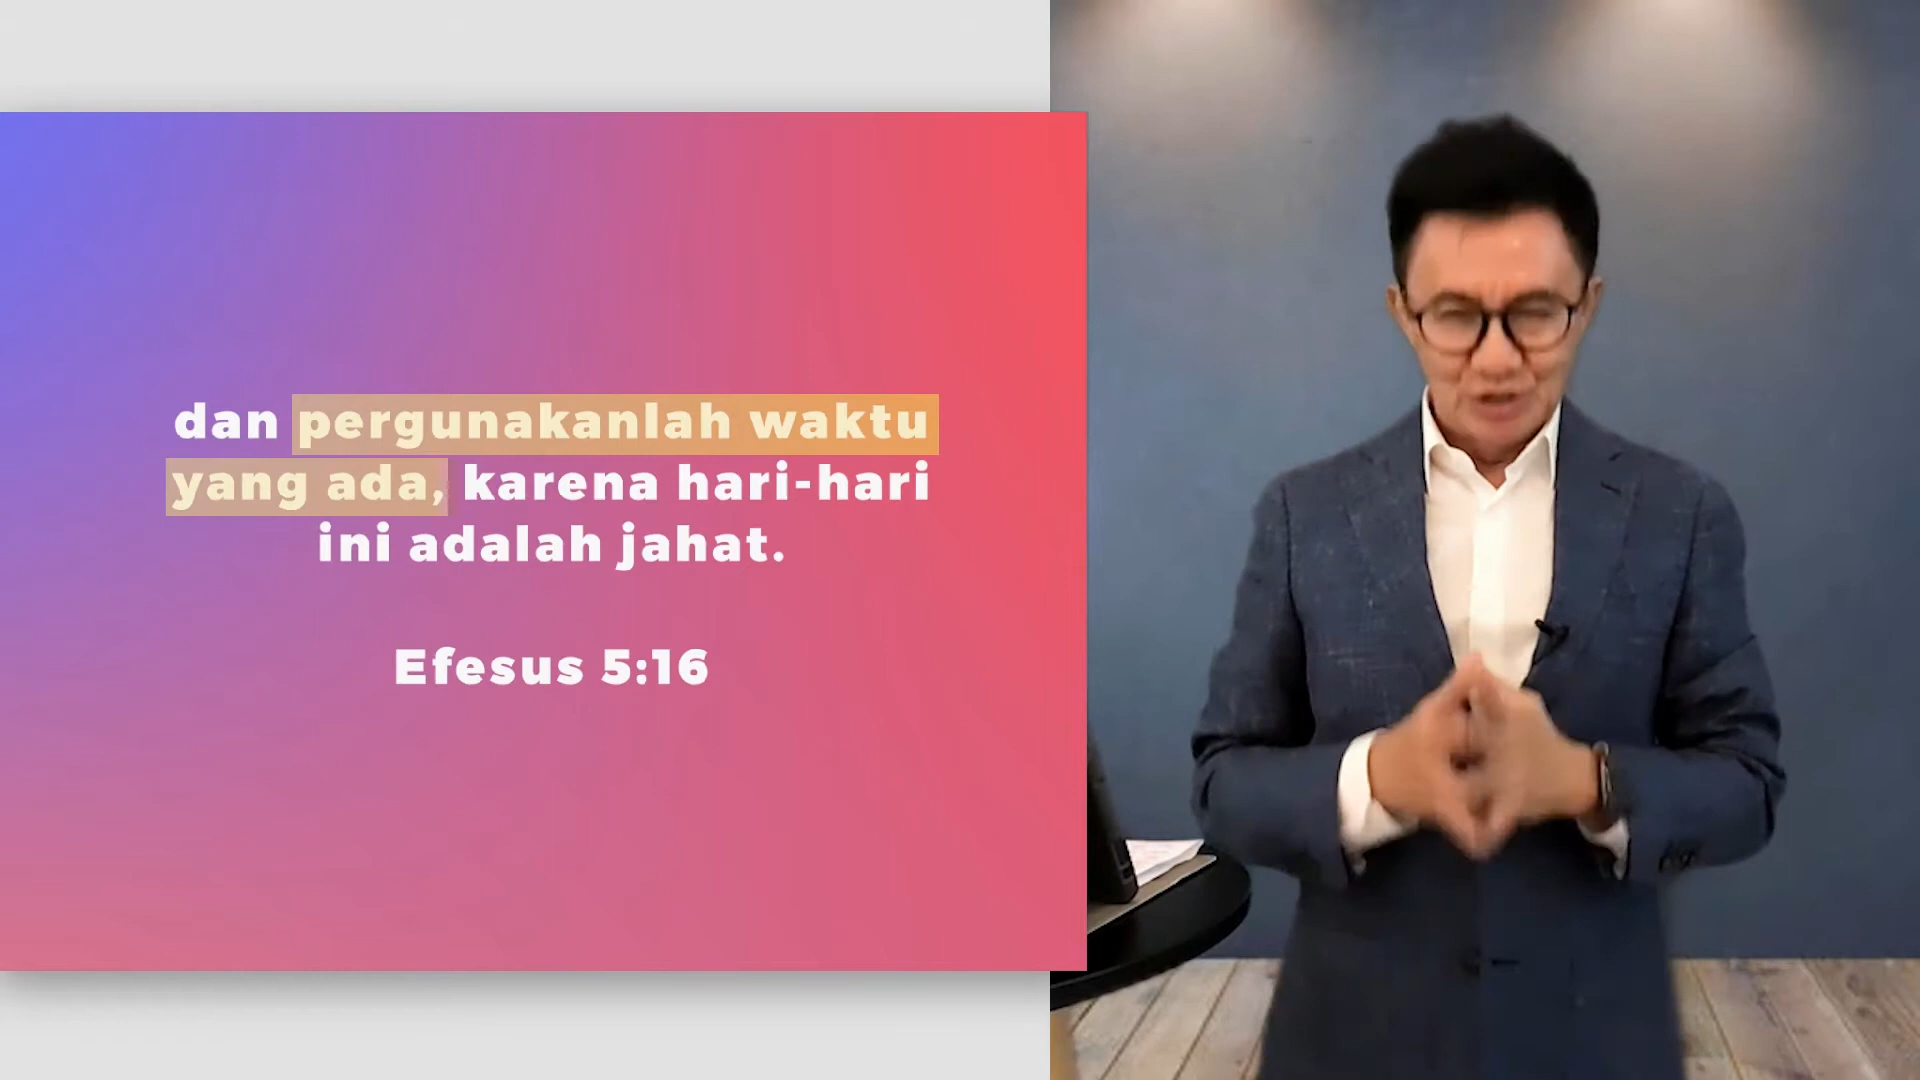 dan pergunakanlah waktu
yang ada, karena hari-hari
ini adalah jahat.
Efesus 5:16